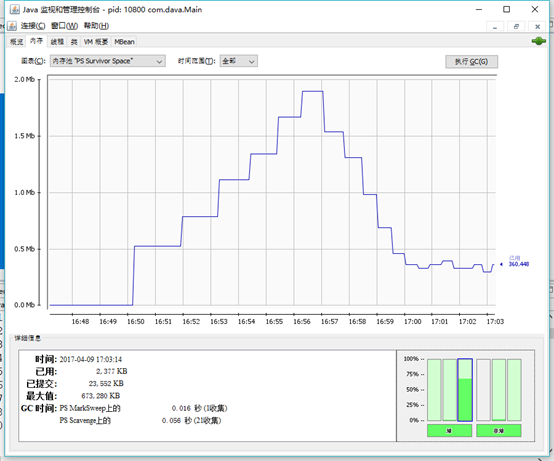 Java 监视和管理控制台 - pid: 10800 com.dava.Main
连接(C) 窗口(W) 帮助(H)
概览 内存 线程 类 VM 概要 MBean
图表(C): 内存池 "PS Survivor Space" 时间范围(T): 全部 执行 GC(G)
2.0 Mb
1.5 Mb
1.0 Mb
0.5 Mb
0.0 Mb
已用
360,448
16:48 16:49 16:50 16:51 16:52 16:53 16:54 16:55 16:56 16:57 16:58 16:59 17:00 17:01 17:02 17:03
详细信息
时间: 2017-04-09 17:03:14
已用: 2,377 KB
已提交: 23,552 KB
最大值: 673,280 KB
GC 时间: PS MarkSweep上的 0.016 秒 (1收集)
PS Scavenge上的 0.056 秒 (21收集)
100% --
75% --
50% --
25% --
0% --
堆 非堆